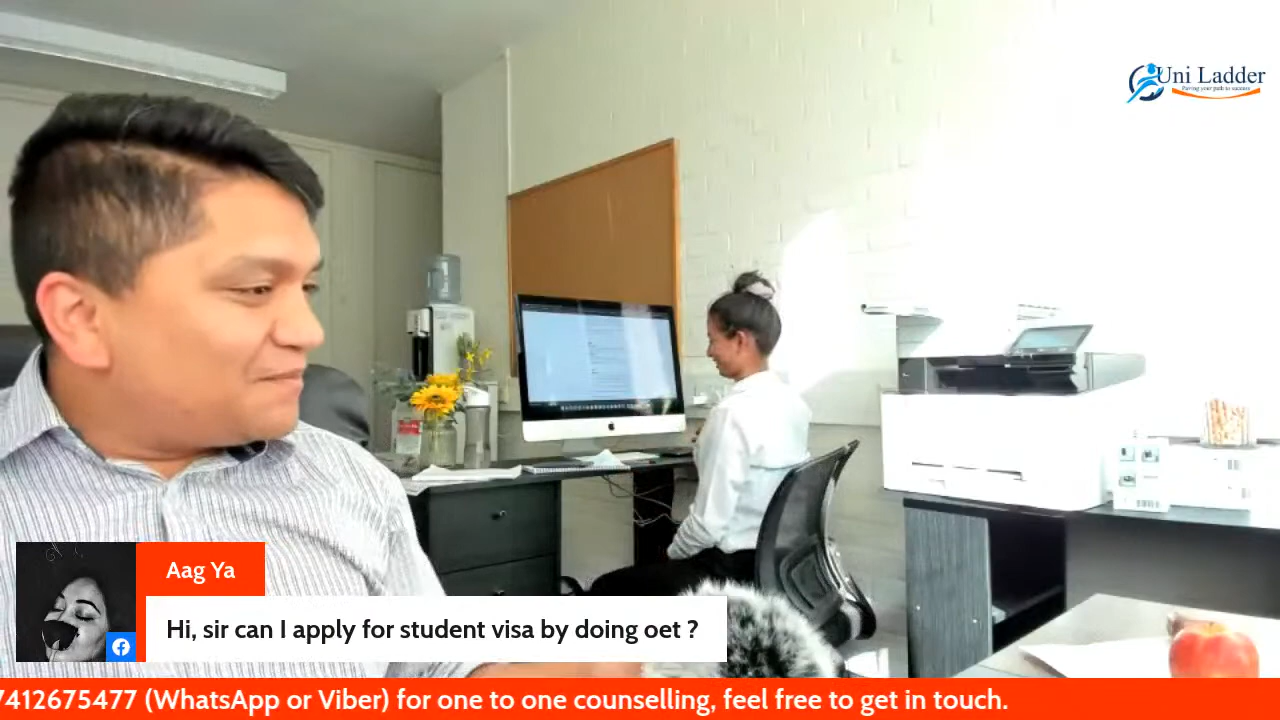 Uni Ladder
Paving your path to success
Aag Ya
Hi, sir can I apply for student visa by doing oet ?
7412675477 (WhatsApp or Viber) for one to one counselling, feel free to get in touch.